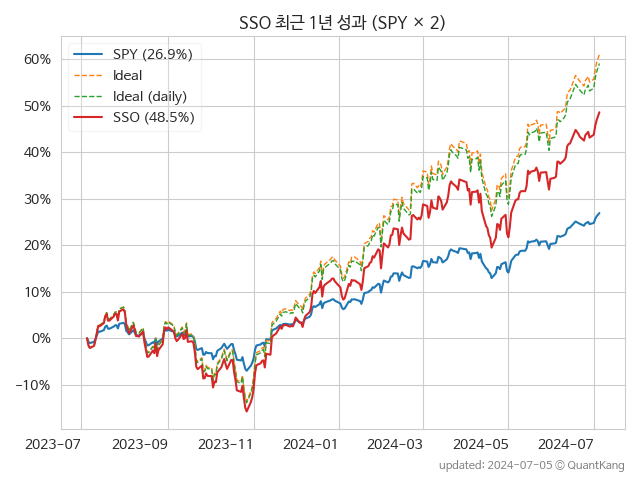 SSO 최근 1년 성과 (SPY × 2)
SPY (26.9%)
Ideal
Ideal (daily)
SSO (48.5%)
60%
50%
40%
30%
20%
10%
0%
−10%
2023-07 2023-09 2023-11 2024-01 2024-03 2024-05 2024-07
updated: 2024-07-05 © QuantKang